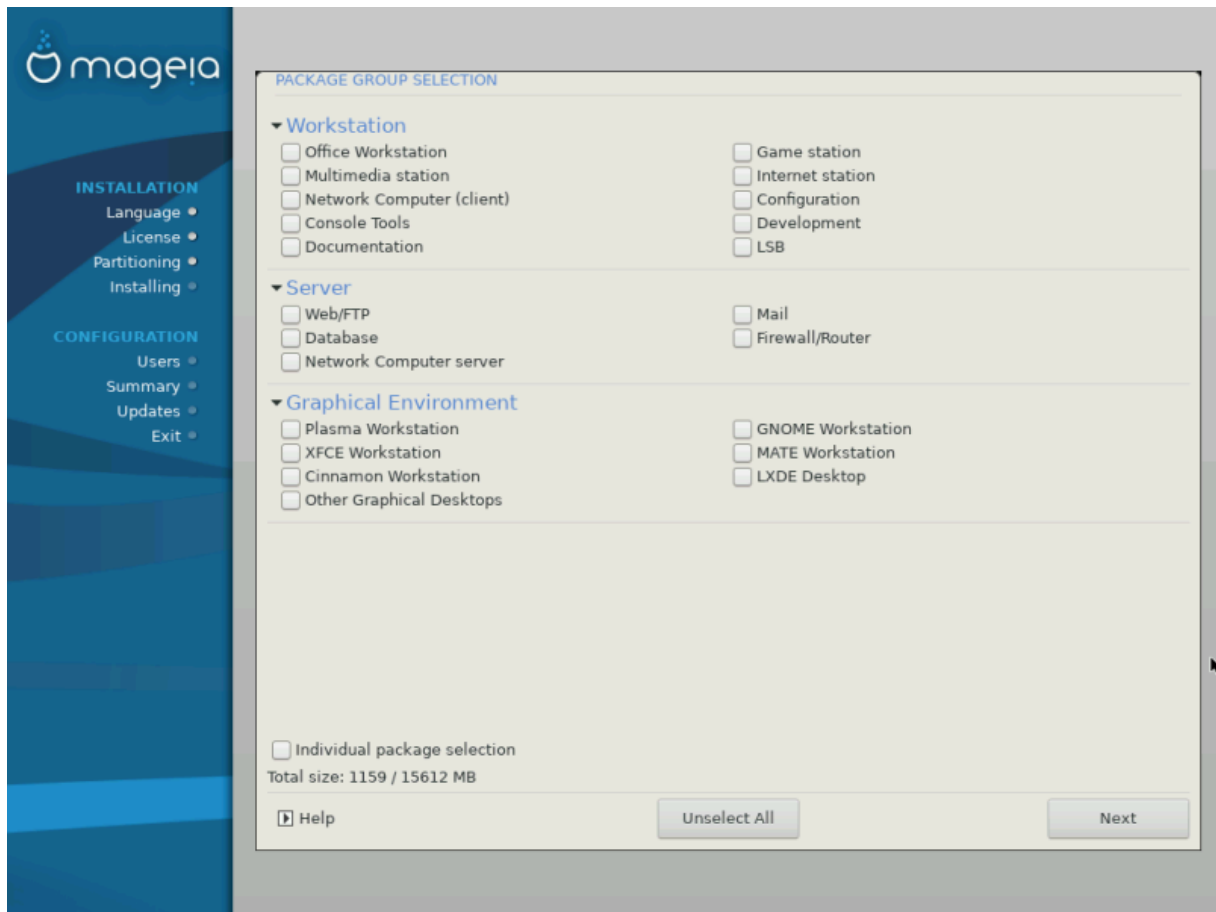 mageia
INSTALLATION
Language
License
Partitioning
Installing
CONFIGURATION
Users
Summary
Updates
Exit
PACKAGE GROUP SELECTION
Workstation
Office Workstation
Game station
Multimedia station
Internet station
Network Computer (client)
Configuration
Console Tools
Development
Documentation
LSB
Server
Web/FTP
Mail
Database
Firewall/Router
Network Computer server
Graphical Environment
Plasma Workstation
GNOME Workstation
XFCE Workstation
MATE Workstation
Cinnamon Workstation
LXDE Desktop
Other Graphical Desktops
Individual package selection
Total size: 1159 / 15612 MB
Help
Unselect All
Next